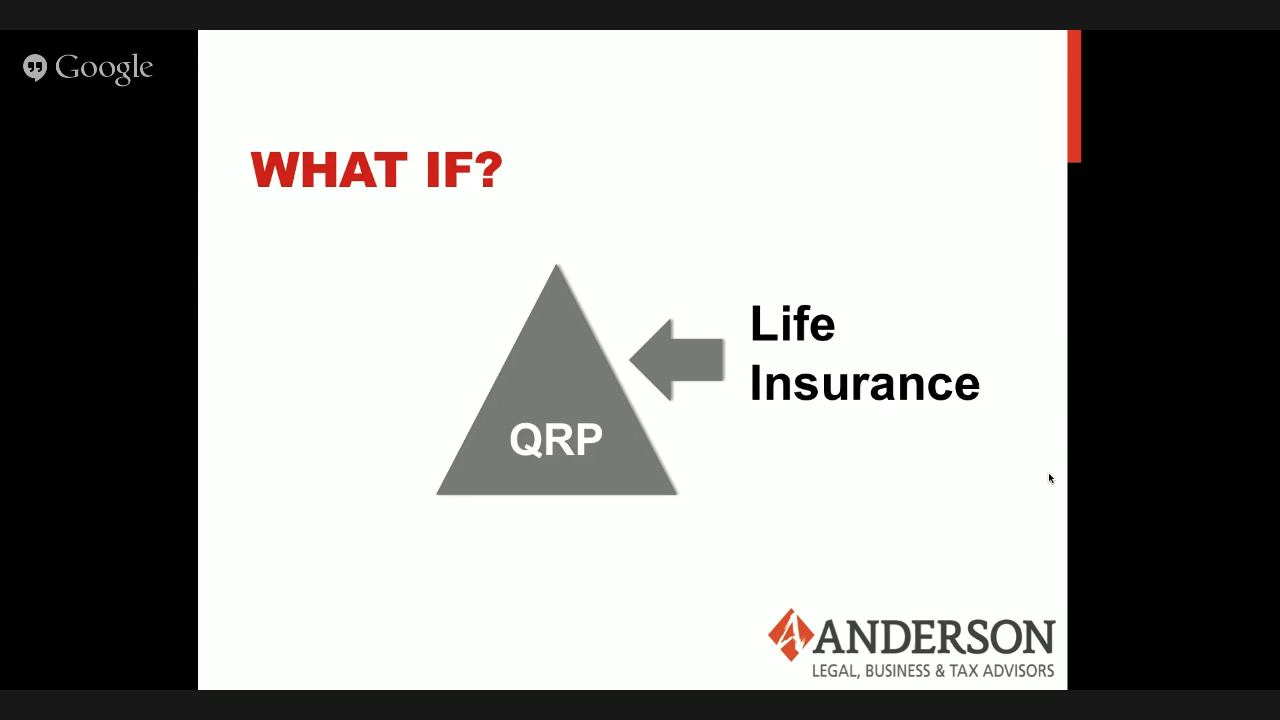 Google
WHAT IF?
Life
Insurance
QRP
ANDERSON
LEGAL, BUSINESS & TAX ADVISORS